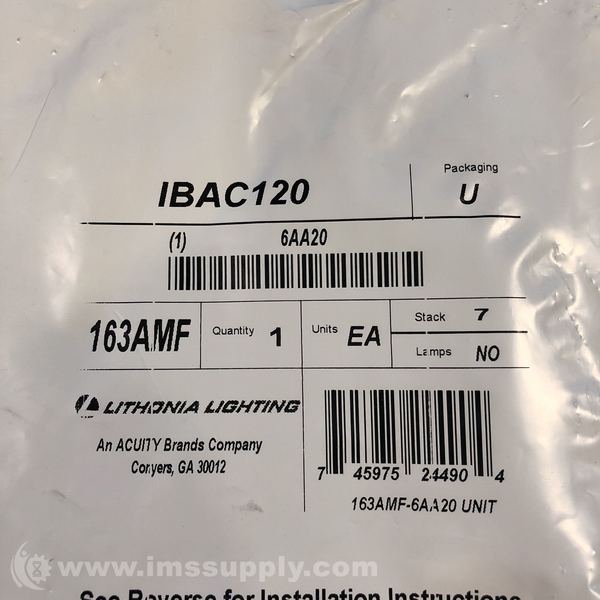 IBAC120
Packaging
U
(1) 6AA20
163AMF
Quantity 1
Units EA
Stack 7
Lamps NO
LITHONIA LIGHTING
An ACUITY Brands Company
Conyers, GA 30012
7 45975 24490 4
163AMF-6AA20 UNIT
See Reverse for Installation Instructions
www.imssupply.com